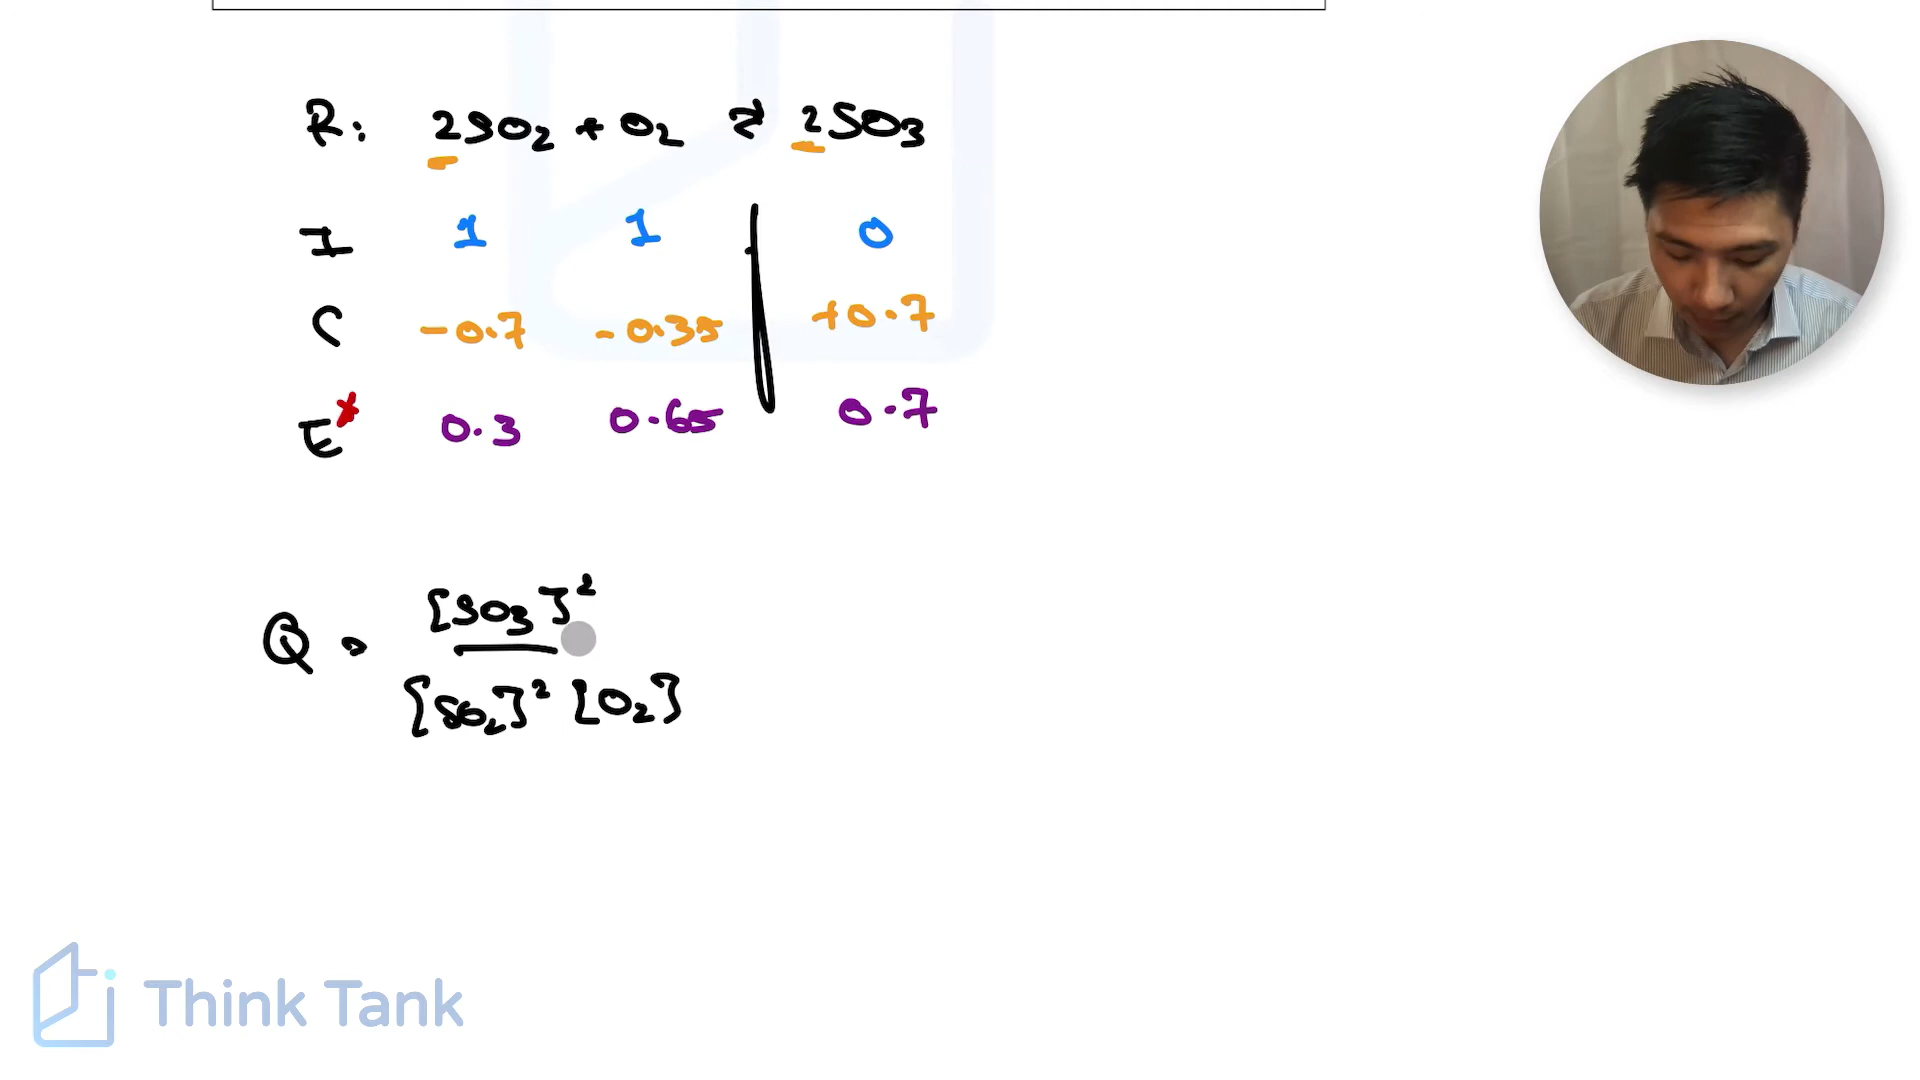 R: 2SO₂ + O₂ ⇌ 2SO₃
I 1 1 0
C -0.7 -0.35 +0.7
E* 0.3 0.65 0.7
Q = [SO₃]²
[SO₂]² [O₂]
Think Tank